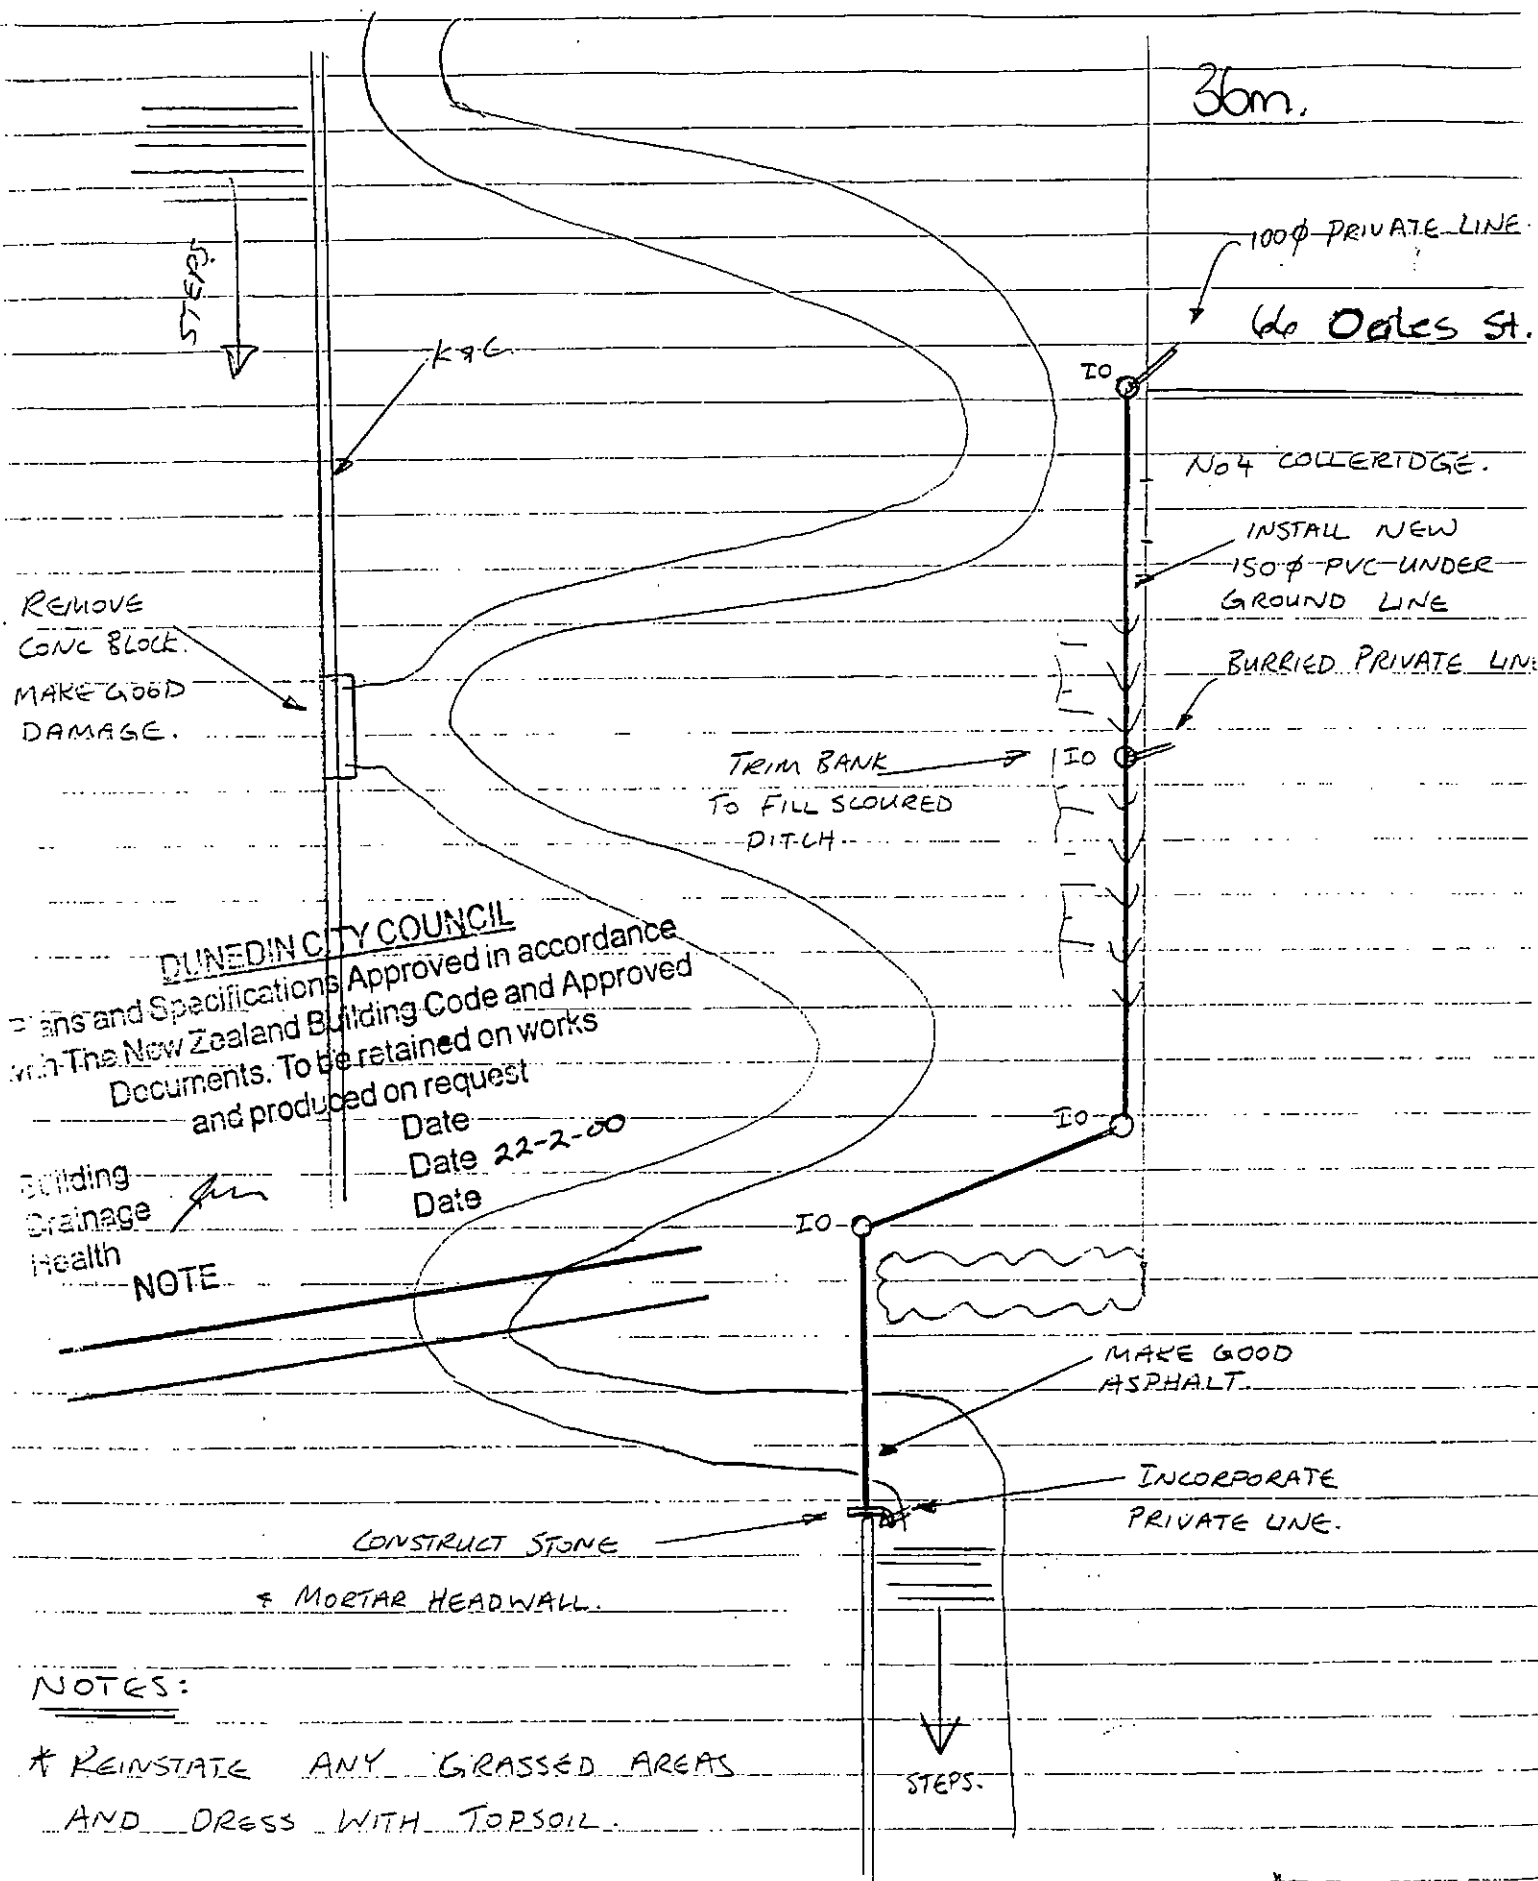 36m.
100φ PRIVATE LINE.
66 Oates St.
STEPS.
K&C
IO
No4 COLLERIDGE.
INSTALL NEW
150φ PVC UNDER
GROUND LINE
REMOVE
CONC BLOCK.
MAKE GOOD
DAMAGE.
BURRIED PRIVATE LINE
TRIM BANK
TO FILL SCOURED
DITCH.
IO
DUNEDIN CITY COUNCIL
Plans and Specifications Approved in accordance
with The New Zealand Building Code and Approved
Documents. To be retained on works
and produced on request
Building Date
Drainage Date 22-2-00
Health Date
NOTE
IO
IO
MAKE GOOD
ASPHALT.
INCORPORATE
PRIVATE LINE.
CONSTRUCT STONE
& MORTAR HEADWALL.
STEPS.
NOTES:
* REINSTATE ANY GRASSED AREAS
AND DRESS WITH TOPSOIL.